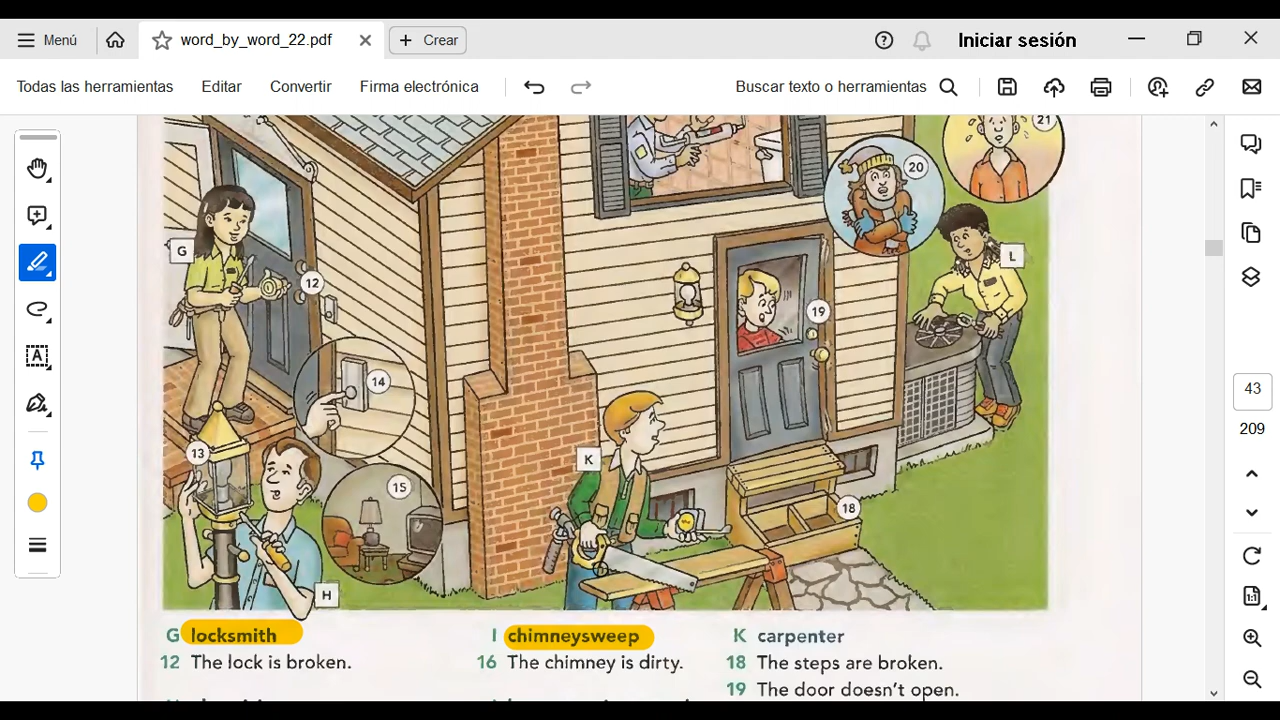 Menú
word_by_word_22.pdf
Crear
Iniciar sesión
Todas las herramientas
Editar
Convertir
Firma electrónica
Buscar texto o herramientas
21
20
G
L
12
19
14
13
K
15
18
H
43
209
1:1
G locksmith
12 The lock is broken.
I chimneysweep
16 The chimney is dirty.
K carpenter
18 The steps are broken.
19 The door doesn't open.